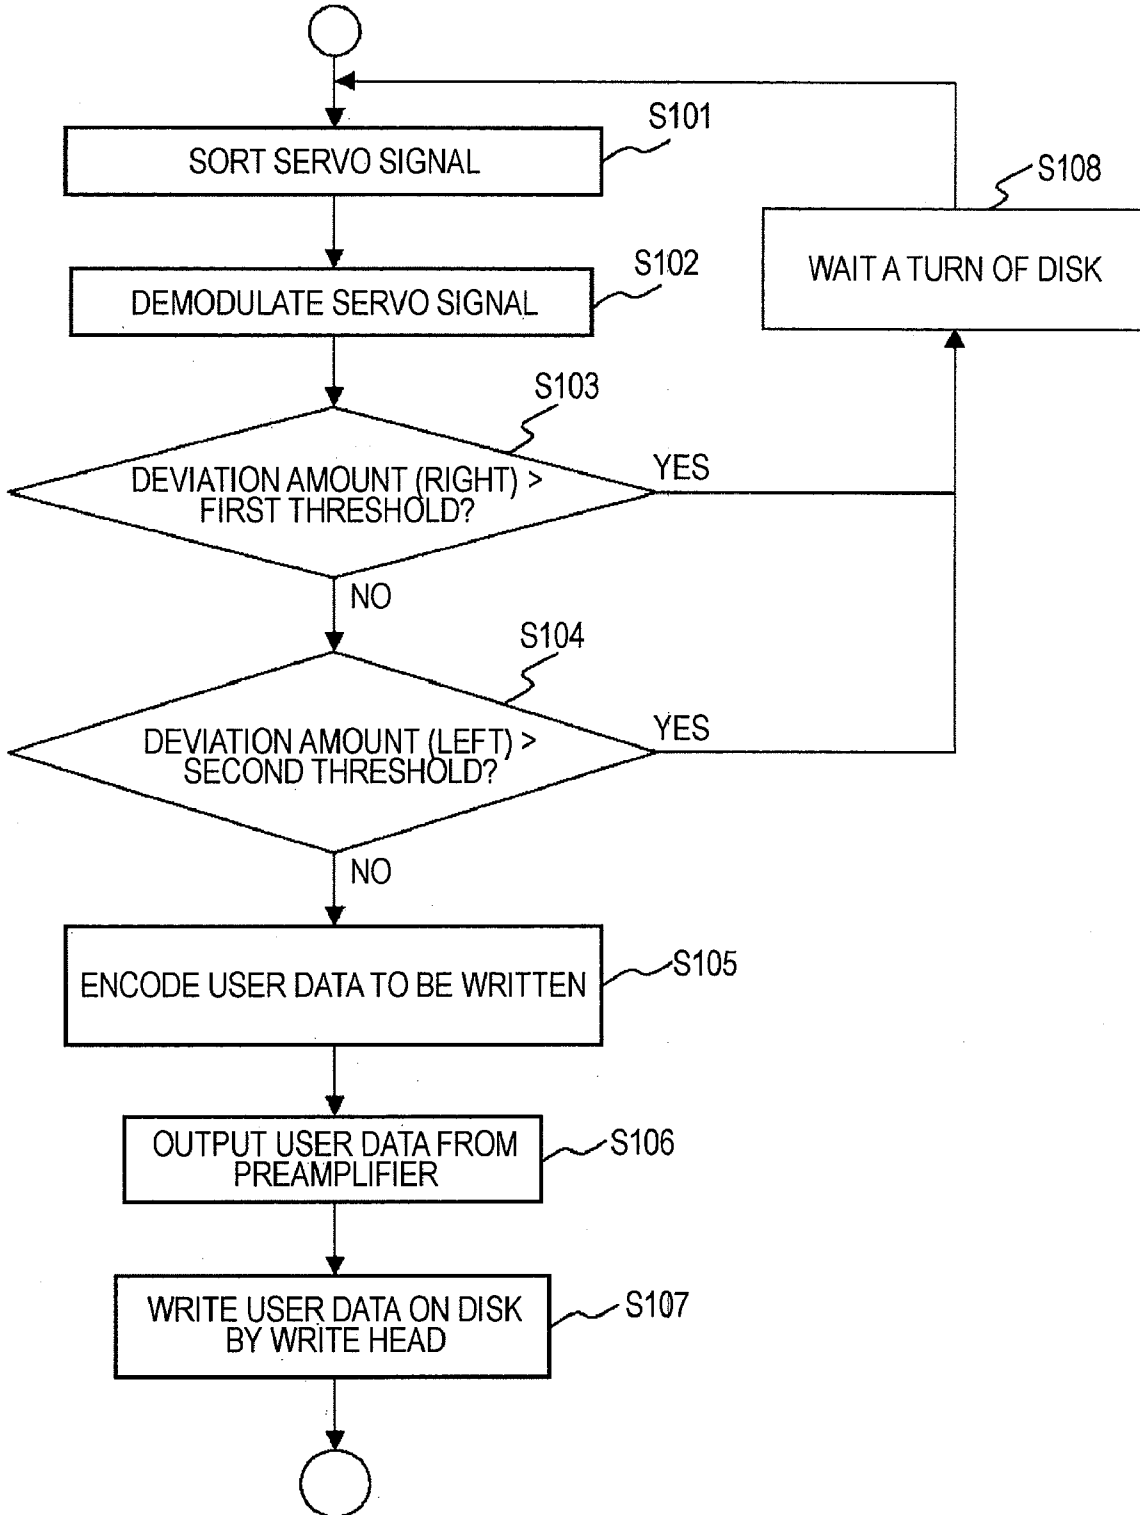 S101
SORT SERVO SIGNAL
S108
WAIT A TURN OF DISK
S102
DEMODULATE SERVO SIGNAL
S103
DEVIATION AMOUNT (RIGHT) >
FIRST THRESHOLD?
YES
NO
S104
DEVIATION AMOUNT (LEFT) >
SECOND THRESHOLD?
YES
NO
S105
ENCODE USER DATA TO BE WRITTEN
S106
OUTPUT USER DATA FROM
PREAMPLIFIER
S107
WRITE USER DATA ON DISK
BY WRITE HEAD